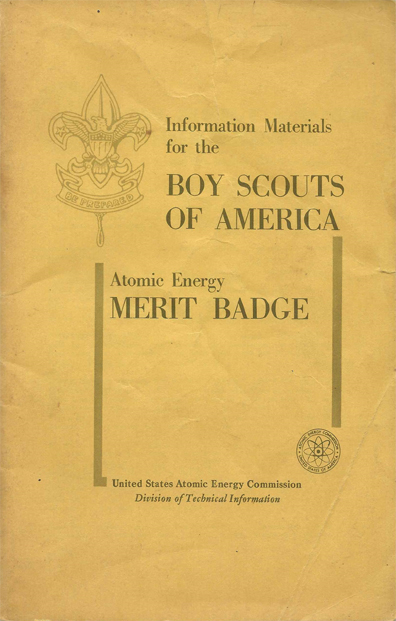 BE PREPARED
Information Materials
for the
BOY SCOUTS
OF AMERICA
Atomic Energy
MERIT BADGE
ATOMIC ENERGY COMMISSION
UNITED STATES OF AMERICA
United States Atomic Energy Commission
Division of Technical Information